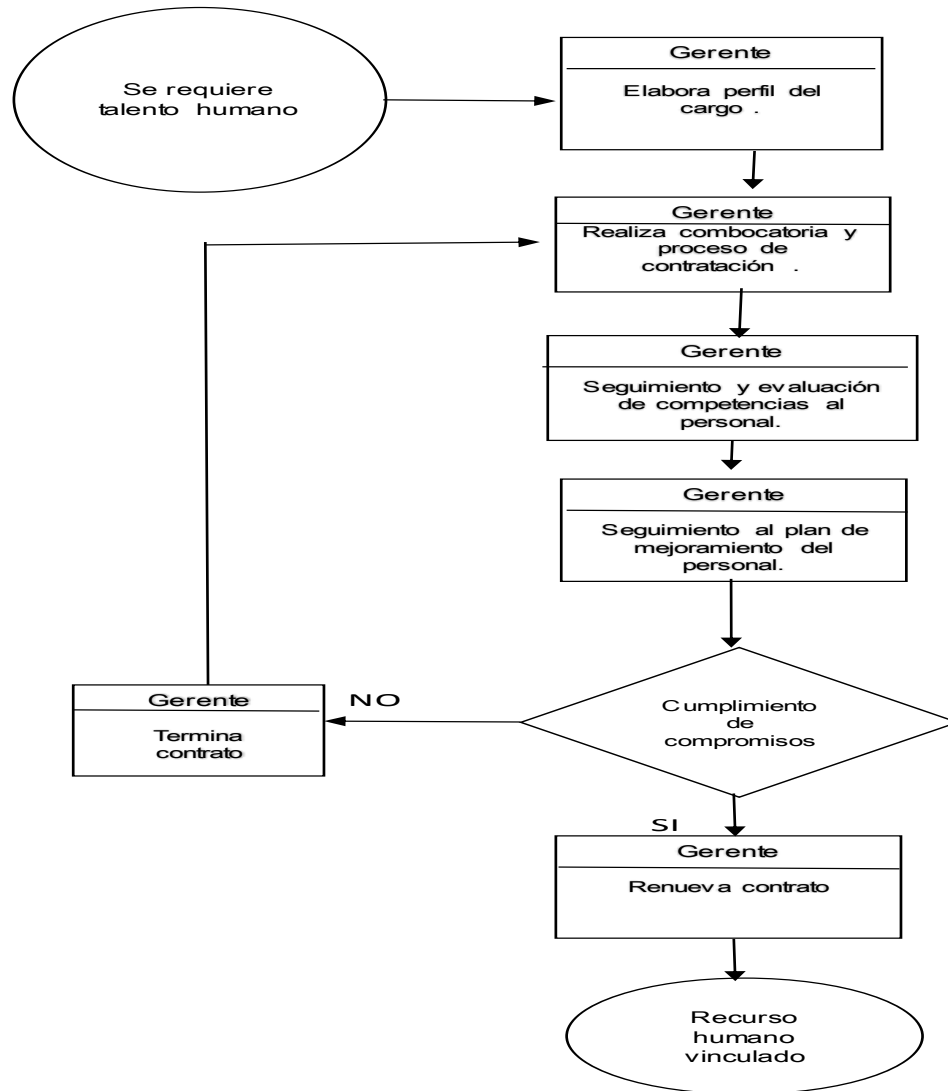 Se requiere
talento humano
Gerente
Elabora perfil del
cargo .
Gerente
Realiza combocatoria y
proceso de
contratación .
Gerente
Seguimiento y evaluación
de competencias al
personal.
Gerente
Seguimiento al plan de
mejoramiento del
personal.
Cumplimiento
de
compromisos
NO
Gerente
Termina
contrato
SI
Gerente
Renueva contrato
Recurso
humano
vinculado